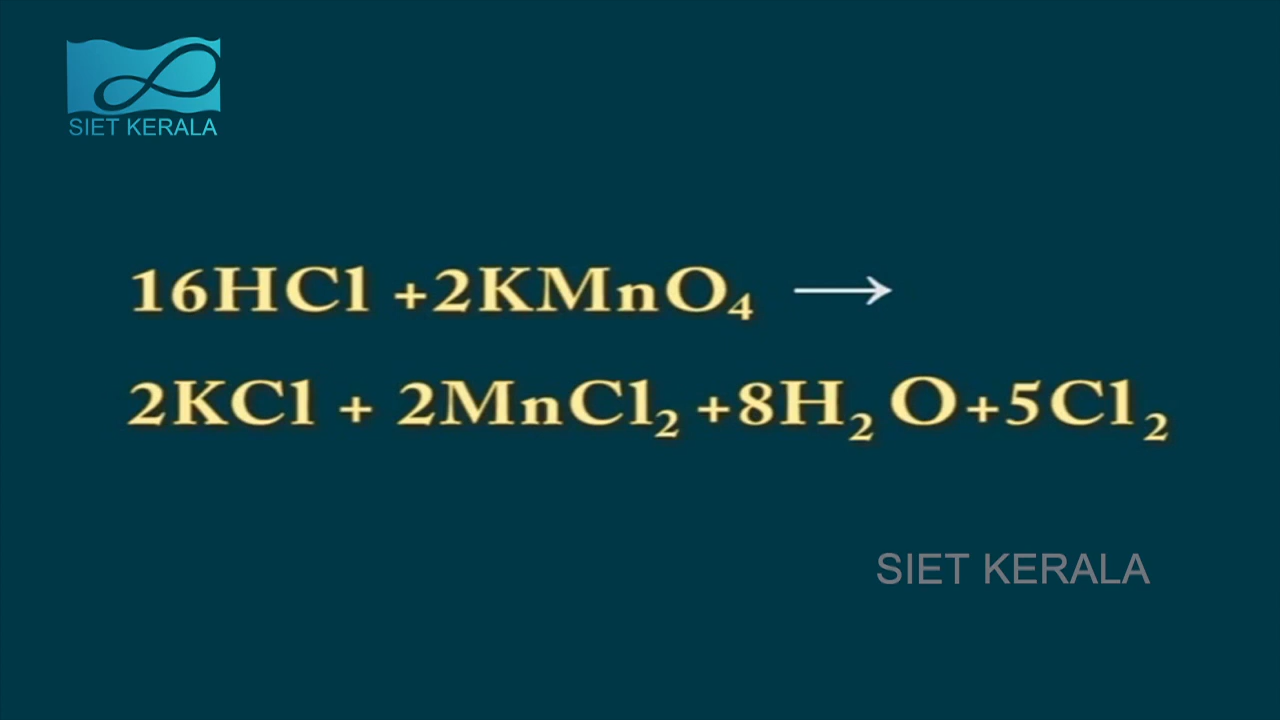 SIET KERALA
16HCl +2KMnO₄ ⟶
2KCl + 2MnCl₂ +8H₂ O+5Cl₂
SIET KERALA